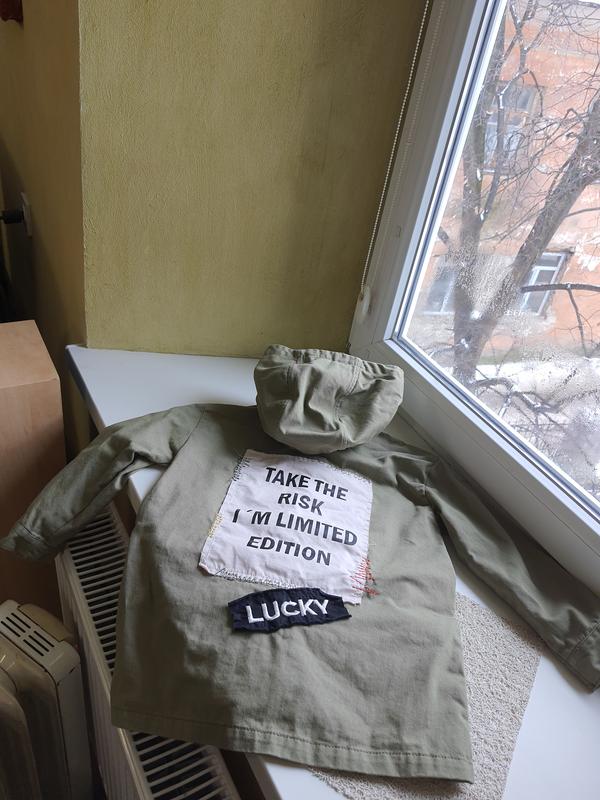 TAKE THE
RISK
I´M LIMITED
EDITION
LUCKY